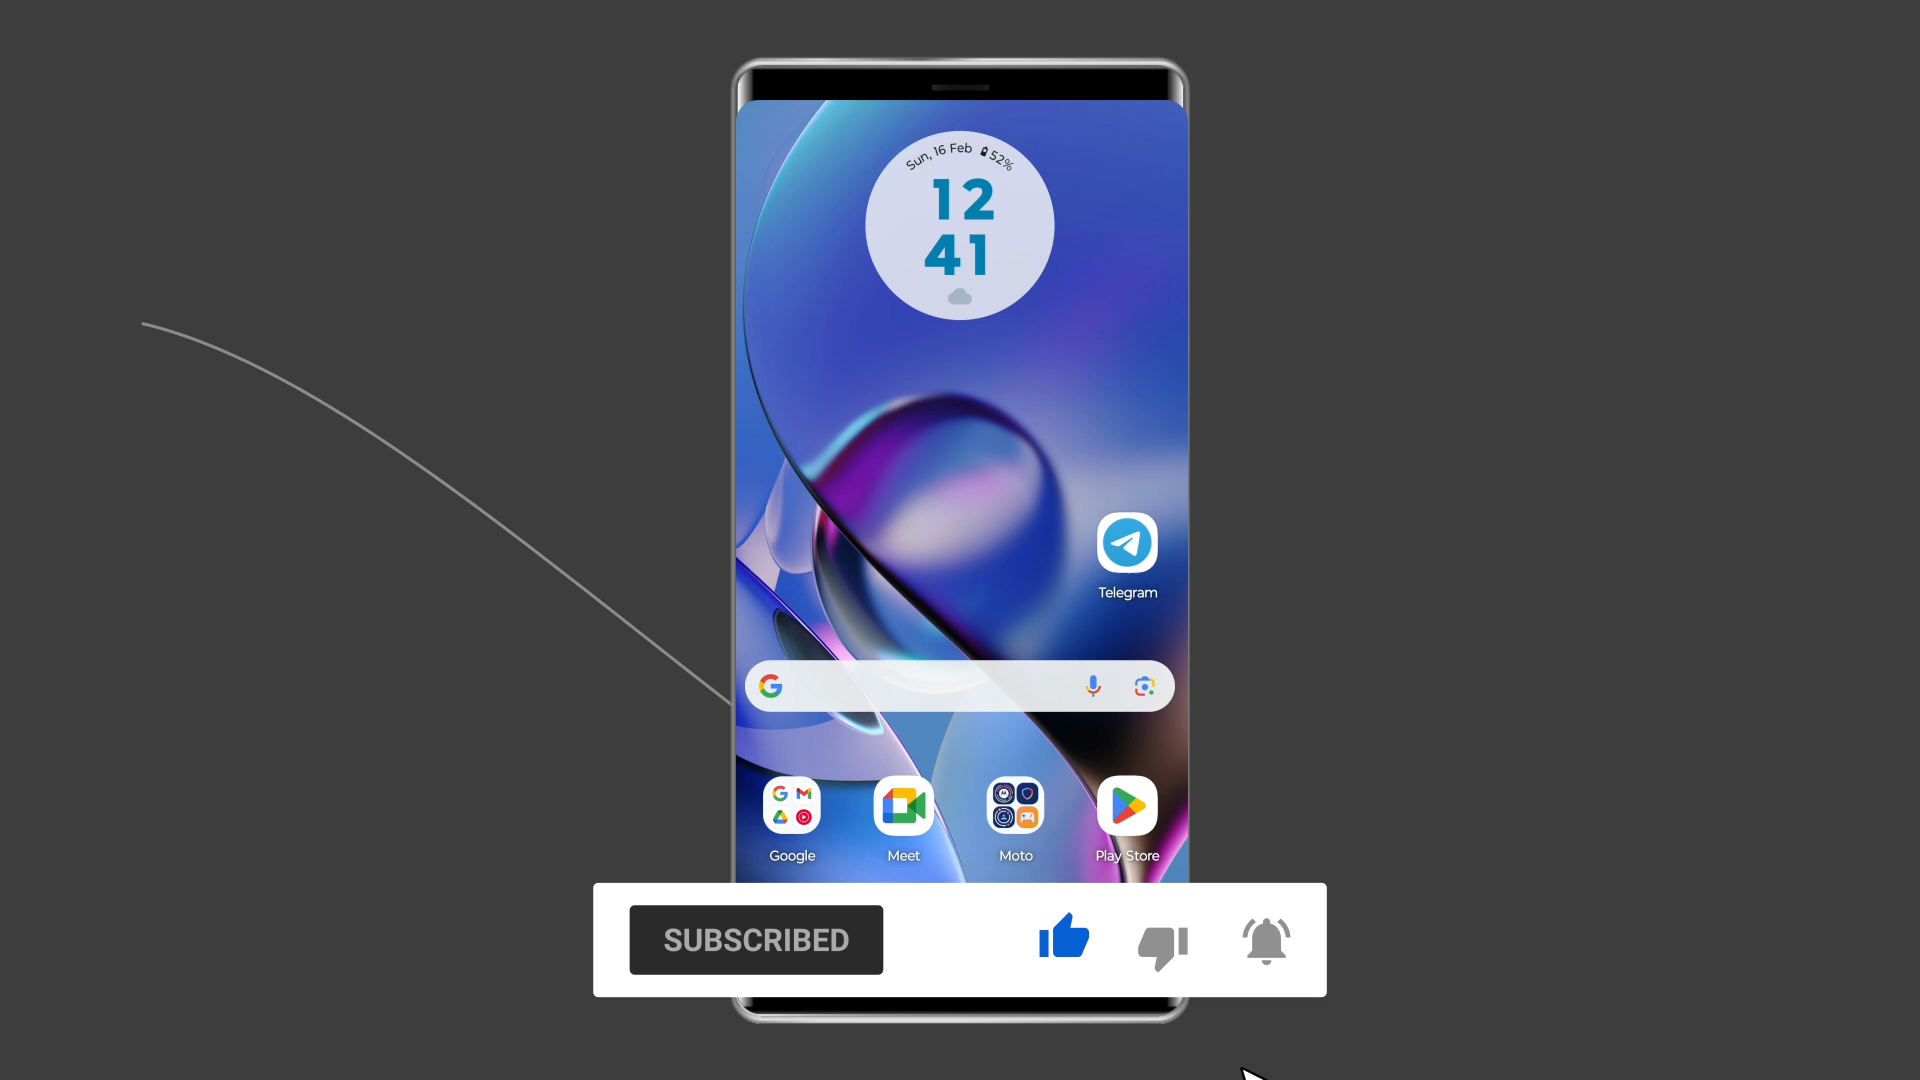 Sun, 16 Feb 52%
12
41
Telegram
Google
Meet
Moto
Play Store
SUBSCRIBED